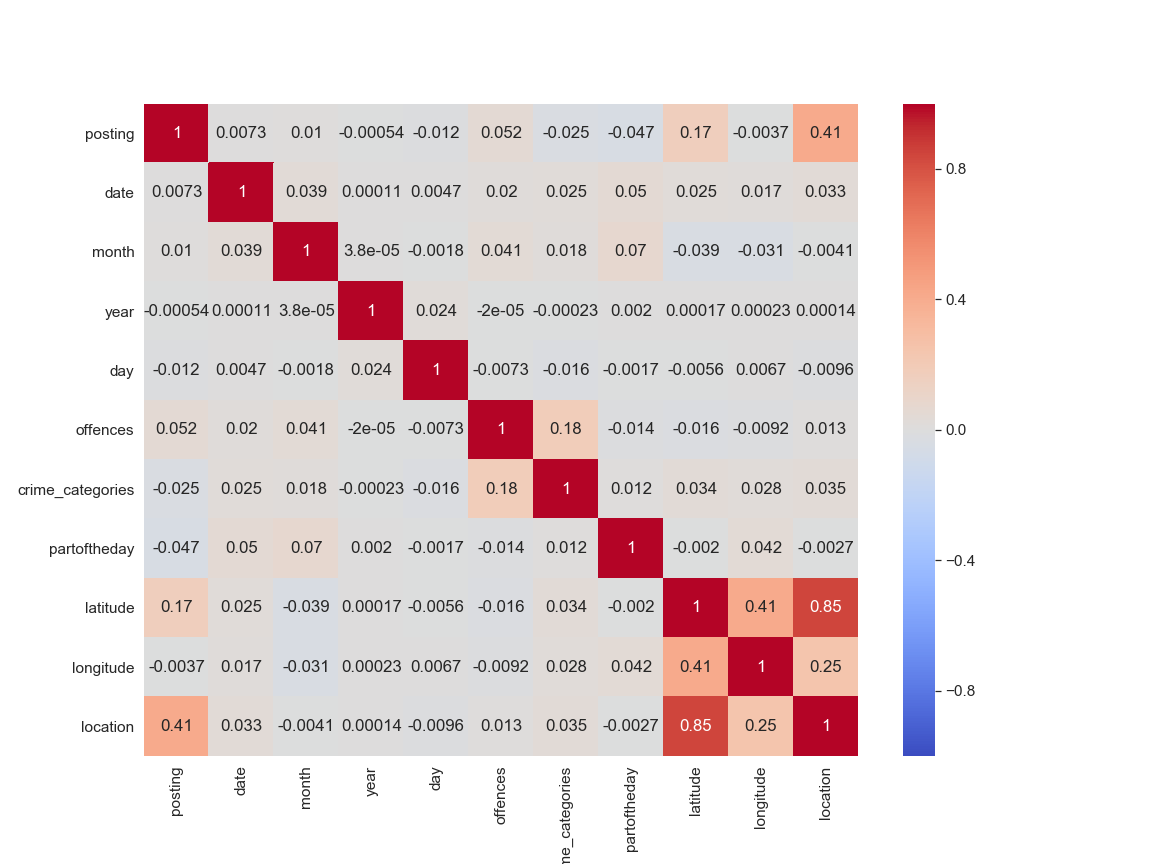 posting 1 0.0073 0.01 -0.00054 -0.012 0.052 -0.025 -0.047 0.17 -0.0037 0.41
date 0.0073 1 0.039 0.00011 0.0047 0.02 0.025 0.05 0.025 0.017 0.033
month 0.01 0.039 1 3.8e-05 -0.0018 0.041 0.018 0.07 -0.039 -0.031 -0.0041
year -0.00054 0.00011 3.8e-05 1 0.024 -2e-05 -0.00023 0.002 0.00017 0.00023 0.00014
day -0.012 0.0047 -0.0018 0.024 1 -0.0073 -0.016 -0.0017 -0.0056 0.0067 -0.0096
offences 0.052 0.02 0.041 -2e-05 -0.0073 1 0.18 -0.014 -0.016 -0.0092 0.013
crime_categories -0.025 0.025 0.018 -0.00023 -0.016 0.18 1 0.012 0.034 0.028 0.035
partoftheday -0.047 0.05 0.07 0.002 -0.0017 -0.014 0.012 1 -0.002 0.042 -0.0027
latitude 0.17 0.025 -0.039 0.00017 -0.0056 -0.016 0.034 -0.002 1 0.41 0.85
longitude -0.0037 0.017 -0.031 0.00023 0.0067 -0.0092 0.028 0.042 0.41 1 0.25
location 0.41 0.033 -0.0041 0.00014 -0.0096 0.013 0.035 -0.0027 0.85 0.25 1
posting date month year day offences me_categories partoftheday latitude longitude location
0.8
0.4
0.0
−0.4
−0.8